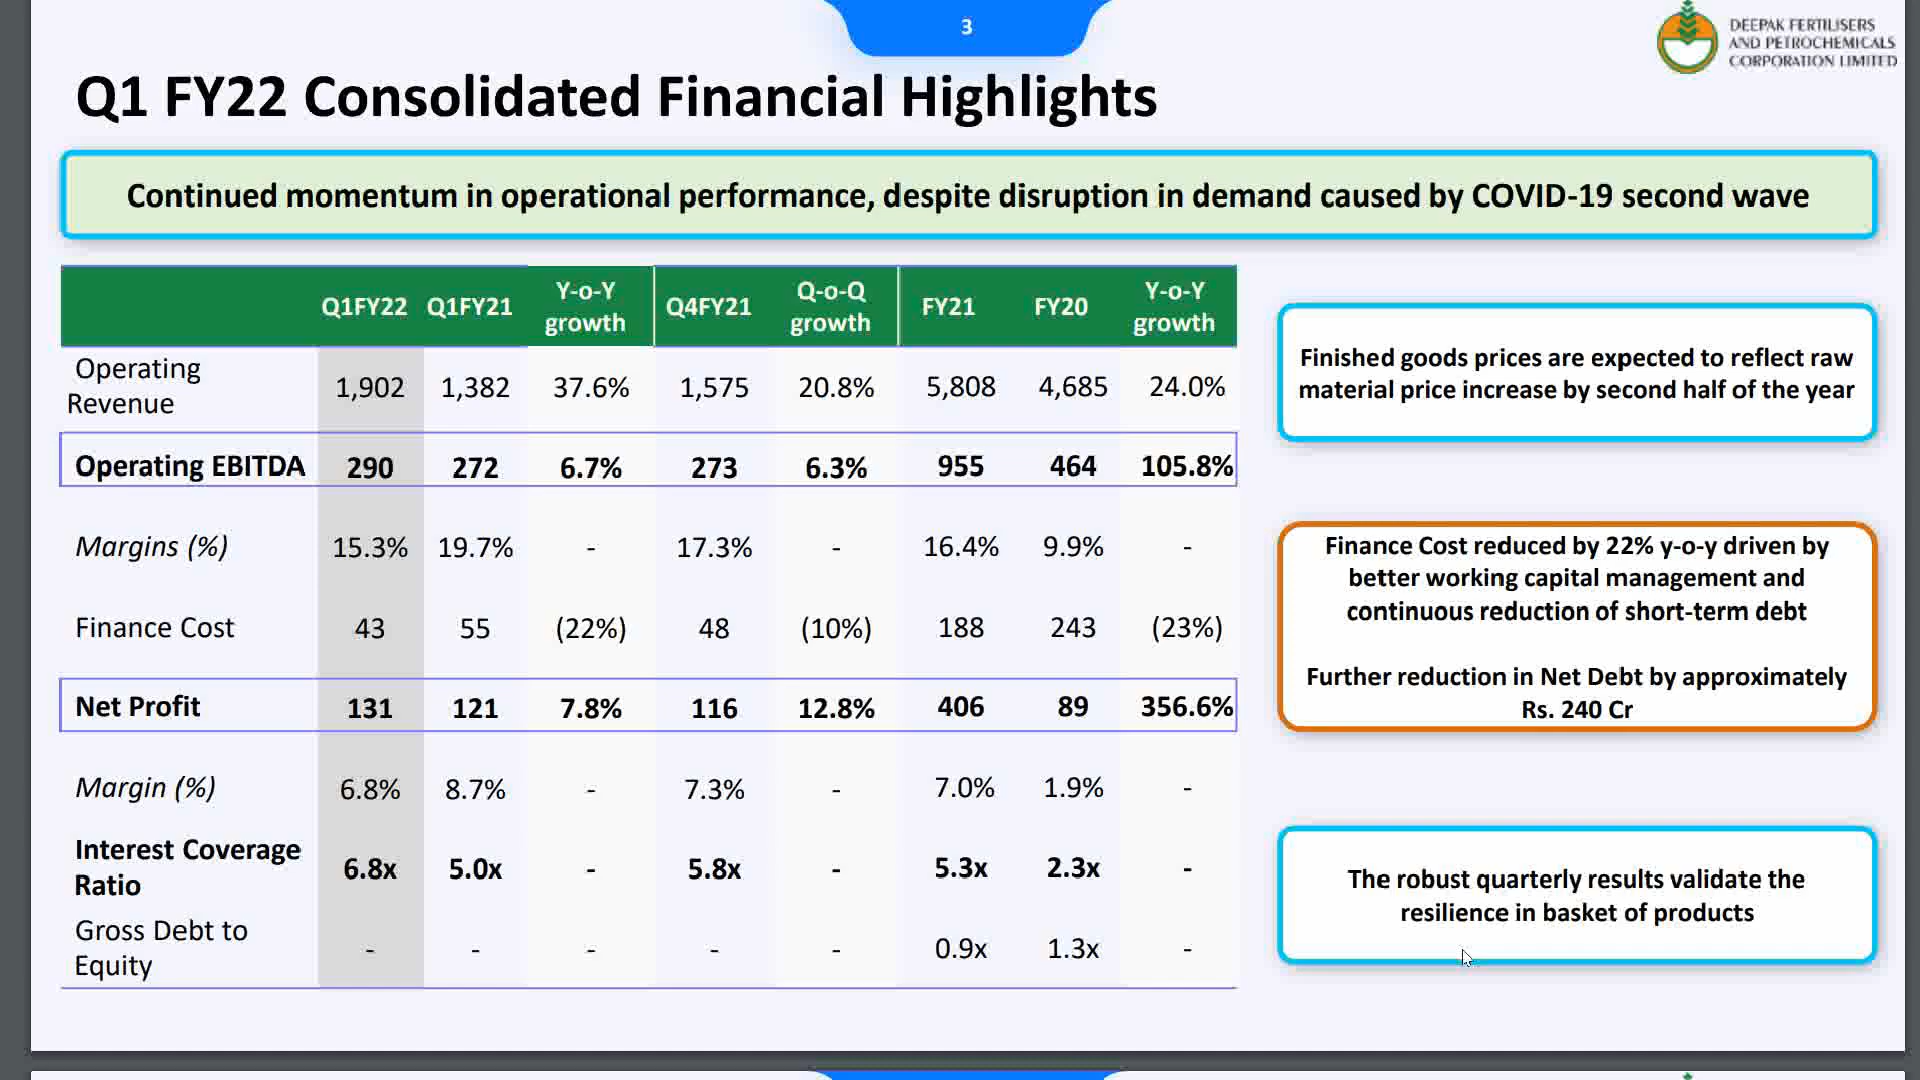 3
DEEPAK FERTILISERS
AND PETROCHEMICALS
CORPORATION LIMITED
Q1 FY22 Consolidated Financial Highlights
Continued momentum in operational performance, despite disruption in demand caused by COVID-19 second wave
Q1FY22 Q1FY21 Y-o-Y growth Q4FY21 Q-o-Q growth FY21 FY20 Y-o-Y growth
Operating Revenue 1,902 1,382 37.6% 1,575 20.8% 5,808 4,685 24.0%
Operating EBITDA 290 272 6.7% 273 6.3% 955 464 105.8%
Margins (%) 15.3% 19.7% - 17.3% - 16.4% 9.9% -
Finance Cost 43 55 (22%) 48 (10%) 188 243 (23%)
Net Profit 131 121 7.8% 116 12.8% 406 89 356.6%
Margin (%) 6.8% 8.7% - 7.3% - 7.0% 1.9% -
Interest Coverage Ratio 6.8x 5.0x - 5.8x - 5.3x 2.3x -
Gross Debt to Equity - - - - - 0.9x 1.3x -
Finished goods prices are expected to reflect raw
material price increase by second half of the year
Finance Cost reduced by 22% y-o-y driven by
better working capital management and
continuous reduction of short-term debt
Further reduction in Net Debt by approximately
Rs. 240 Cr
The robust quarterly results validate the
resilience in basket of products